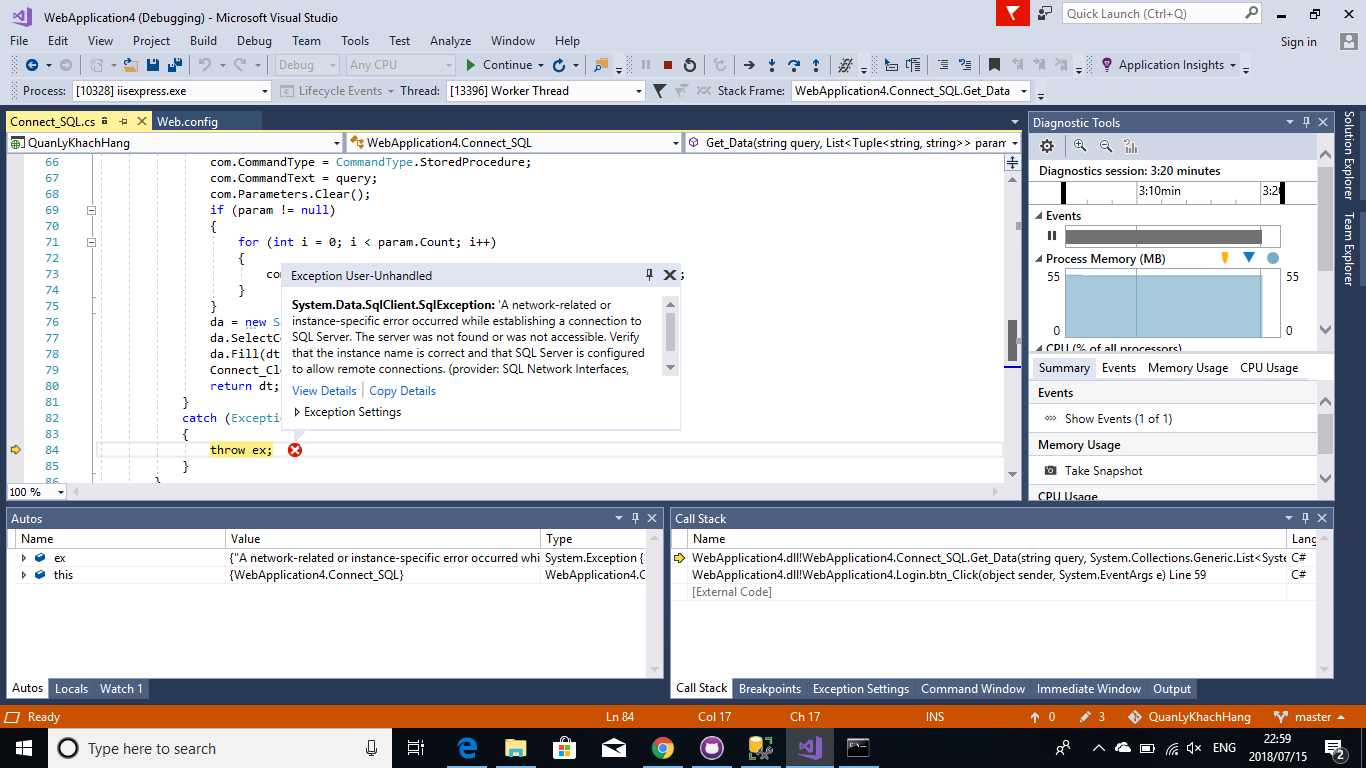 WebApplication4 (Debugging) - Microsoft Visual Studio
Quick Launch (Ctrl+Q)
File Edit View Project Build Debug Team Tools Test Analyze Window Help
Sign in
Debug Any CPU Continue Application Insights
Process: [10328] iisexpress.exe Lifecycle Events Thread: [13396] Worker Thread Stack Frame: WebApplication4.Connect_SQL.Get_Data
Connect_SQL.cs Web.config
QuanLyKhachHang WebApplication4.Connect_SQL Get_Data(string query, List<Tuple<string, string>> param
66 com.CommandType = CommandType.StoredProcedure;
67 com.CommandText = query;
68 com.Parameters.Clear();
69 if (param != null)
70 {
71 for (int i = 0; i < param.Count; i++)
72 {
73 co ;
74 }
75 }
76 da = new S
77 da.SelectC
78 da.Fill(dt
79 Connect_Cl
80 return dt;
81 }
82 catch (Exceptio
83 {
84 throw ex;
85 }
86 }
100 %
Exception User-Unhandled
System.Data.SqlClient.SqlException: 'A network-related or
instance-specific error occurred while establishing a connection to
SQL Server. The server was not found or was not accessible. Verify
that the instance name is correct and that SQL Server is configured
to allow remote connections. (provider: SQL Network Interfaces,
View Details Copy Details
Exception Settings
Diagnostic Tools
Diagnostics session: 3:20 minutes
3:10min 3:20
Events
Process Memory (MB)
55 55
0 0
CPU (% of all processors)
Summary Events Memory Usage CPU Usage
Events
Show Events (1 of 1)
Memory Usage
Take Snapshot
CPU Usage
Solution Explorer
Team Explorer
Autos
Name Value Type
ex {"A network-related or instance-specific error occurred whi System.Exception {
this {WebApplication4.Connect_SQL} WebApplication4.C
Autos Locals Watch 1
Call Stack
Name Lang
WebApplication4.dll!WebApplication4.Connect_SQL.Get_Data(string query, System.Collections.Generic.List<Syste C#
WebApplication4.dll!WebApplication4.Login.btn_Click(object sender, System.EventArgs e) Line 59 C#
[External Code]
Call Stack Breakpoints Exception Settings Command Window Immediate Window Output
Ready Ln 84 Col 17 Ch 17 INS 0 3 QuanLyKhachHang master
Type here to search
ENG
22:59
2018/07/15
2